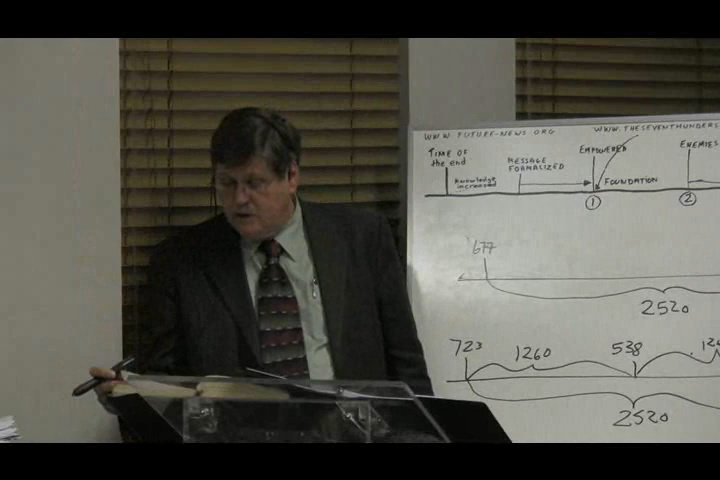 WWW.FUTURE-NEWS.ORG WWW.THESEVENTHUNDERS
TIME OF the end
MESSAGE FORMALIZED
EMPOWERED
ENEMIES
Knowledge increased
FOUNDATION
1 2
677
2520
723 1260 538
2520